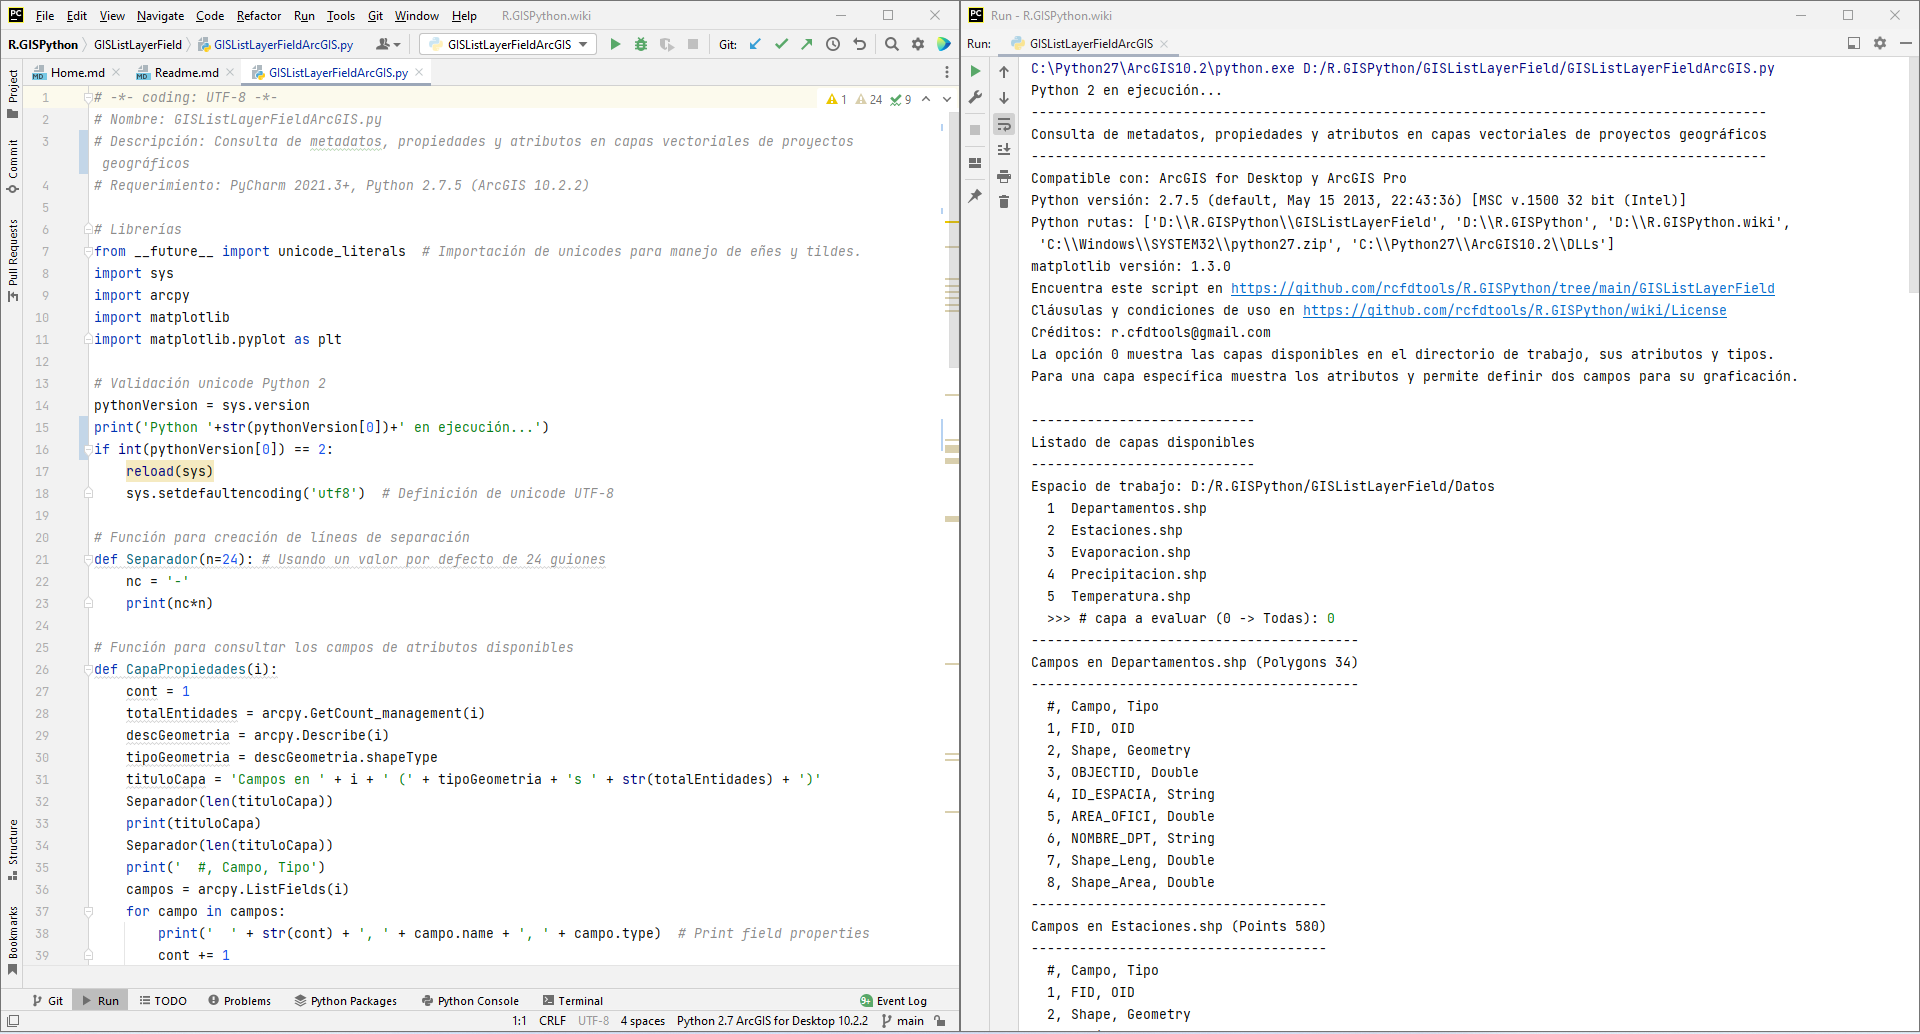 PC File Edit View Navigate Code Refactor Run Tools Git Window Help R.GISPython.wiki
R.GISPython GISListLayerField GISListLayerFieldArcGIS.py GISListLayerFieldArcGIS Git:
Home.md Readme.md GISListLayerFieldArcGIS.py
Project
Commit
Pull Requests
Structure
Bookmarks
1 24 9
1 # -*- coding: UTF-8 -*-
2 # Nombre: GISListLayerFieldArcGIS.py
3 # Descripción: Consulta de metadatos, propiedades y atributos en capas vectoriales de proyectos
geográficos
4 # Requerimiento: PyCharm 2021.3+, Python 2.7.5 (ArcGIS 10.2.2)
5
6 # Librerías
7 from __future__ import unicode_literals  # Importación de unicodes para manejo de eñes y tildes.
8 import sys
9 import arcpy
10 import matplotlib
11 import matplotlib.pyplot as plt
12
13 # Validación unicode Python 2
14 pythonVersion = sys.version
15 print('Python '+str(pythonVersion[0])+' en ejecución...')
16 if int(pythonVersion[0]) == 2:
17 reload(sys)
18 sys.setdefaultencoding('utf8')  # Definición de unicode UTF-8
19
20 # Función para creación de líneas de separación
21 def Separador(n=24): # Usando un valor por defecto de 24 guiones
22 nc = '-'
23 print(nc*n)
24
25 # Función para consultar los campos de atributos disponibles
26 def CapaPropiedades(i):
27 cont = 1
28 totalEntidades = arcpy.GetCount_management(i)
29 descGeometria = arcpy.Describe(i)
30 tipoGeometria = descGeometria.shapeType
31 tituloCapa = 'Campos en ' + i + ' (' + tipoGeometria + 's ' + str(totalEntidades) + ')'
32 Separador(len(tituloCapa))
33 print(tituloCapa)
34 Separador(len(tituloCapa))
35 print('  #, Campo, Tipo')
36 campos = arcpy.ListFields(i)
37 for campo in campos:
38 print('  ' + str(cont) + ', ' + campo.name + ', ' + campo.type)  # Print field properties
39 cont += 1
Git Run TODO Problems Python Packages Python Console Terminal 9+ Event Log
1:1 CRLF UTF-8 4 spaces Python 2.7 ArcGIS for Desktop 10.2.2 main
PC Run - R.GISPython.wiki
Run: GISListLayerFieldArcGIS
C:\Python27\ArcGIS10.2\python.exe D:/R.GISPython/GISListLayerField/GISListLayerFieldArcGIS.py
Python 2 en ejecución...
--------------------------------------------------------------------------------------------
Consulta de metadatos, propiedades y atributos en capas vectoriales de proyectos geográficos
--------------------------------------------------------------------------------------------
Compatible con: ArcGIS for Desktop y ArcGIS Pro
Python versión: 2.7.5 (default, May 15 2013, 22:43:36) [MSC v.1500 32 bit (Intel)]
Python rutas: ['D:\\R.GISPython\\GISListLayerField', 'D:\\R.GISPython', 'D:\\R.GISPython.wiki',
'C:\\Windows\\SYSTEM32\\python27.zip', 'C:\\Python27\\ArcGIS10.2\\DLLs']
matplotlib versión: 1.3.0
Encuentra este script en https://github.com/rcfdtools/R.GISPython/tree/main/GISListLayerField
Cláusulas y condiciones de uso en https://github.com/rcfdtools/R.GISPython/wiki/License
Créditos: r.cfdtools@gmail.com
La opción 0 muestra las capas disponibles en el directorio de trabajo, sus atributos y tipos.
Para una capa específica muestra los atributos y permite definir dos campos para su graficación.
----------------------------
Listado de capas disponibles
----------------------------
Espacio de trabajo: D:/R.GISPython/GISListLayerField/Datos
1  Departamentos.shp
2  Estaciones.shp
3  Evaporacion.shp
4  Precipitacion.shp
5  Temperatura.shp
>>> # capa a evaluar (0 -> Todas): 0
-----------------------------------------
Campos en Departamentos.shp (Polygons 34)
-----------------------------------------
#, Campo, Tipo
1, FID, OID
2, Shape, Geometry
3, OBJECTID, Double
4, ID_ESPACIA, String
5, AREA_OFICI, Double
6, NOMBRE_DPT, String
7, Shape_Leng, Double
8, Shape_Area, Double
-------------------------------------
Campos en Estaciones.shp (Points 580)
-------------------------------------
#, Campo, Tipo
1, FID, OID
2, Shape, Geometry